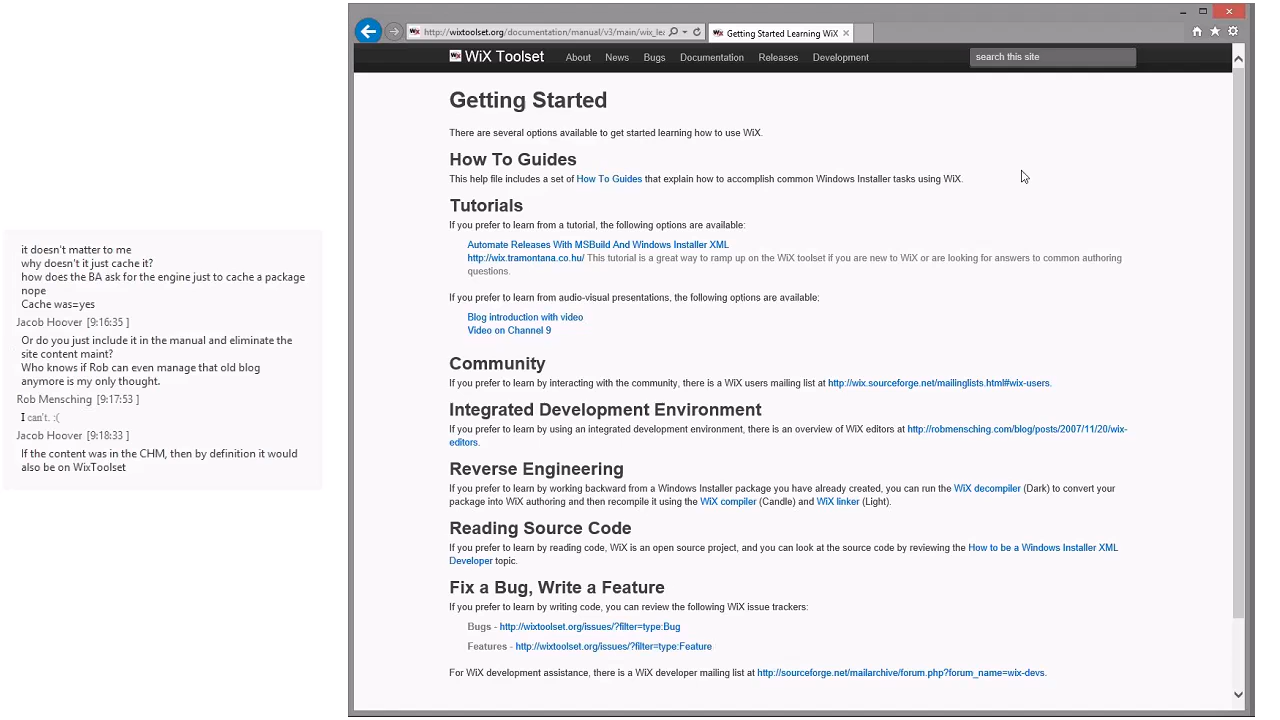 it doesn't matter to me
why doesn't it just cache it?
how does the BA ask for the engine just to cache a package
nope
Cache was=yes
Jacob Hoover [9:16:35 ]
Or do you just include it in the manual and eliminate the
site content maint?
Who knows if Rob can even manage that old blog
anymore is my only thought.
Rob Mensching [9:17:53 ]
I can't. :(
Jacob Hoover [9:18:33 ]
If the content was in the CHM, then by definition it would
also be on WixToolset
http://wixtoolset.org/documentation/manual/v3/main/wix_lea
Getting Started Learning WiX
WiX Toolset About News Bugs Documentation Releases Development search this site
Getting Started
There are several options available to get started learning how to use WiX.
How To Guides
This help file includes a set of How To Guides that explain how to accomplish common Windows Installer tasks using WiX.
Tutorials
If you prefer to learn from a tutorial, the following options are available:
Automate Releases With MSBuild And Windows Installer XML
http://wix.tramontana.co.hu/ This tutorial is a great way to ramp up on the WiX toolset if you are new to WiX or are looking for answers to common authoring
questions.
If you prefer to learn from audio-visual presentations, the following options are available:
Blog introduction with video
Video on Channel 9
Community
If you prefer to learn by interacting with the community, there is a WiX users mailing list at http://wix.sourceforge.net/mailinglists.html#wix-users.
Integrated Development Environment
If you prefer to learn by using an integrated development environment, there is an overview of WiX editors at http://robmensching.com/blog/posts/2007/11/20/wix-
editors.
Reverse Engineering
If you prefer to learn by working backward from a Windows Installer package you have already created, you can run the WiX decompiler (Dark) to convert your
package into WiX authoring and then recompile it using the WiX compiler (Candle) and WiX linker (Light).
Reading Source Code
If you prefer to learn by reading code, WiX is an open source project, and you can look at the source code by reviewing the How to be a Windows Installer XML
Developer topic.
Fix a Bug, Write a Feature
If you prefer to learn by writing code, you can review the following WiX issue trackers:
Bugs - http://wixtoolset.org/issues/?filter=type:Bug
Features - http://wixtoolset.org/issues/?filter=type:Feature
For WiX development assistance, there is a WiX developer mailing list at http://sourceforge.net/mailarchive/forum.php?forum_name=wix-devs.